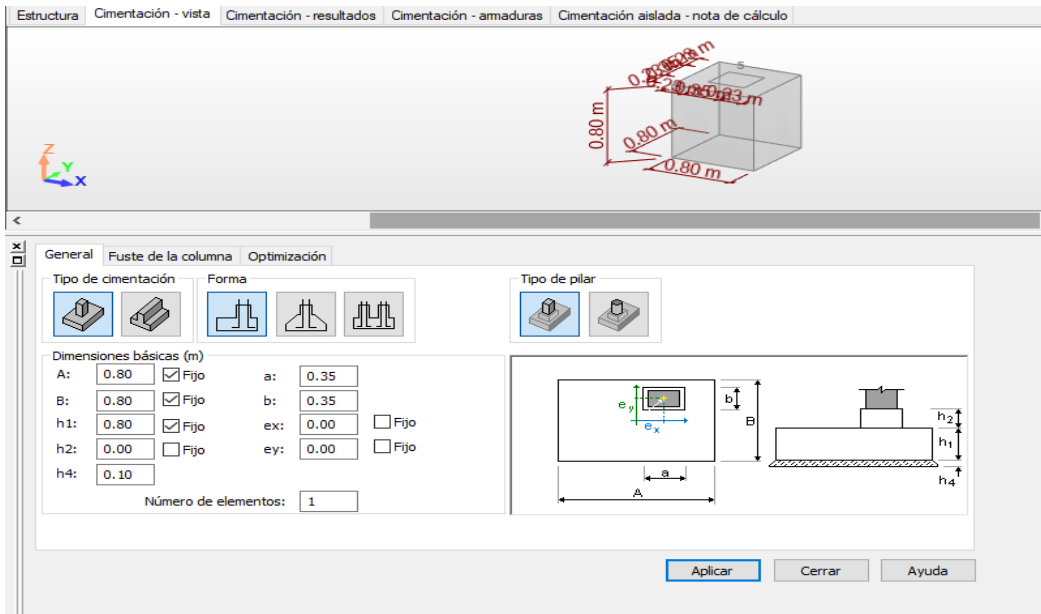 Estructura Cimentación - vista Cimentación - resultados Cimentación - armaduras Cimentación aislada - nota de cálculo
5
0.80 m
0.80 m
0.80 m
Z
Y
X
General Fuste de la columna Optimización
Tipo de cimentación Forma Tipo de pilar
Dimensiones básicas (m)
A: 0.80 Fijo a: 0.35
B: 0.80 Fijo b: 0.35
h1: 0.80 Fijo ex: 0.00 Fijo
h2: 0.00 Fijo ey: 0.00 Fijo
h4: 0.10
Número de elementos: 1
e y
e x
b
B
a
A
h2
h1
h4
Aplicar Cerrar Ayuda